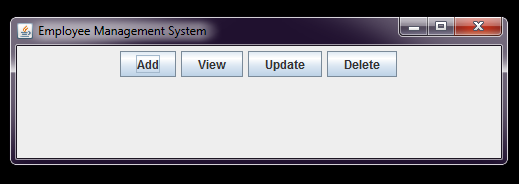 Employee Management System
Add View Update Delete